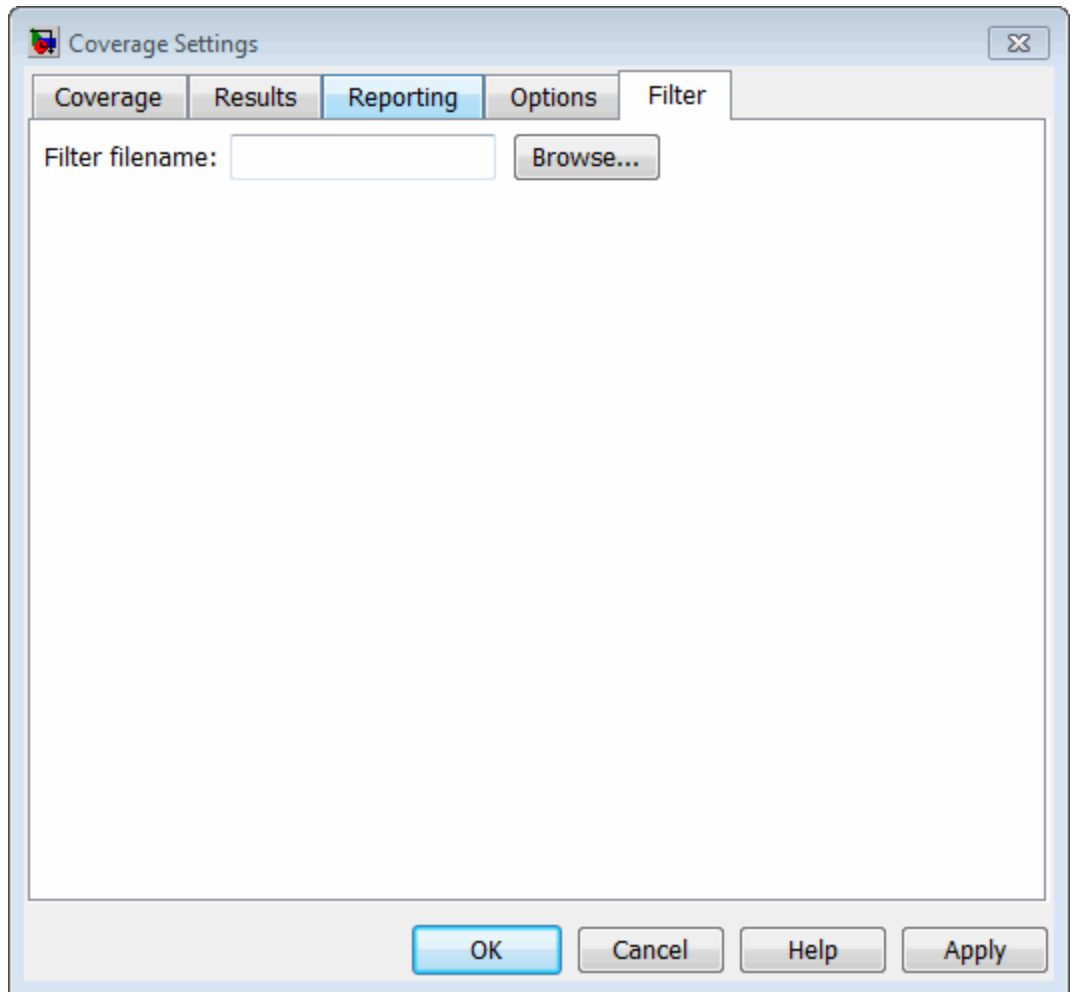 Coverage Settings
Coverage Results Reporting Options Filter
Filter filename: Browse...
OK Cancel Help Apply